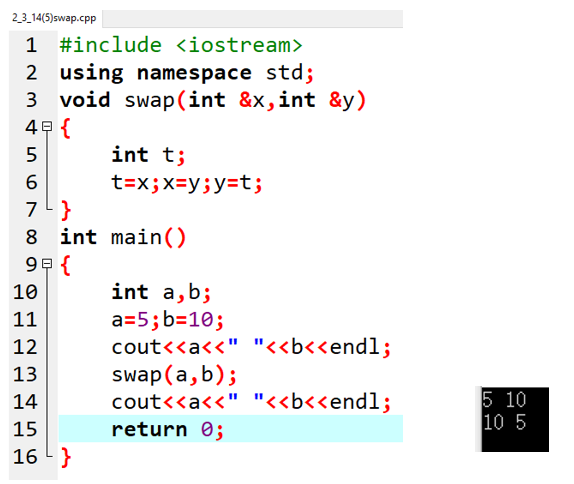 2_3_14(5)swap.cpp
1 #include <iostream>
2 using namespace std;
3 void swap(int &x,int &y)
4 {
5     int t;
6     t=x;x=y;y=t;
7 }
8 int main()
9 {
10     int a,b;
11     a=5;b=10;
12     cout<<a<<" "<<b<<endl;
13     swap(a,b);
14     cout<<a<<" "<<b<<endl;
15     return 0;
16 }
5 10
10 5